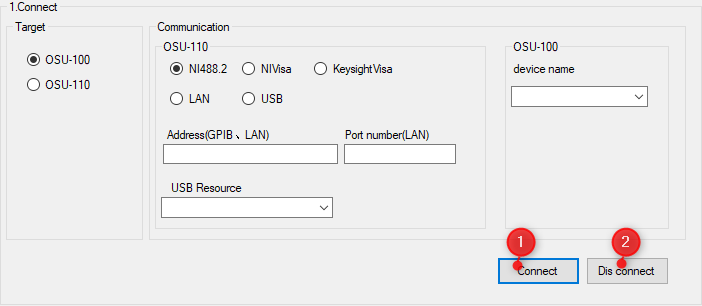 1.Connect
Target
OSU-100
OSU-110
Communication
OSU-110
NI488.2
NIVisa
KeysightVisa
LAN
USB
Address(GPIB、LAN)
Port number(LAN)
USB Resource
OSU-100
device name
1
Connect
2
Dis connect